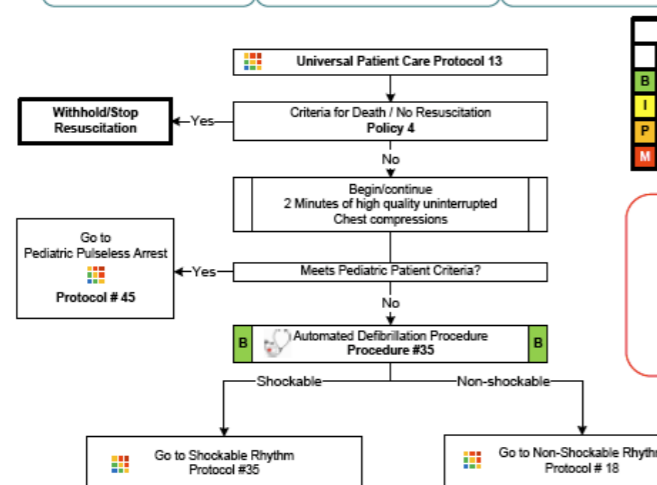 Universal Patient Care Protocol 13
B
I
P
M
Withhold/Stop
Resuscitation
Yes
Criteria for Death / No Resuscitation
Policy 4
No
Begin/continue
2 Minutes of high quality uninterrupted
Chest compressions
Go to
Pediatric Pulseless Arrest
Protocol # 45
Yes
Meets Pediatric Patient Criteria?
No
B
Automated Defibrillation Procedure
Procedure #35
B
Shockable
Non-shockable
Go to Shockable Rhythm
Protocol #35
Go to Non-Shockable Rhythm
Protocol # 18